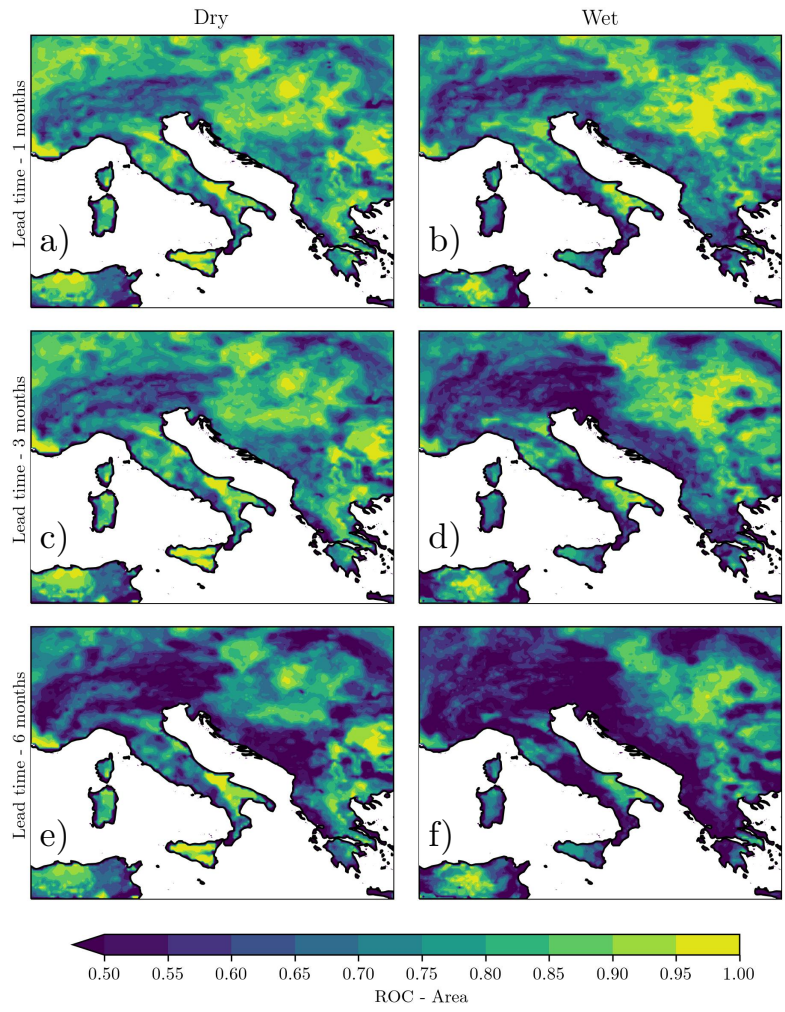 Dry
Wet
Lead time - 1 months
a)
b)
Lead time - 3 months
c)
d)
Lead time - 6 months
e)
f)
0.50 0.55 0.60 0.65 0.70 0.75 0.80 0.85 0.90 0.95 1.00
ROC - Area